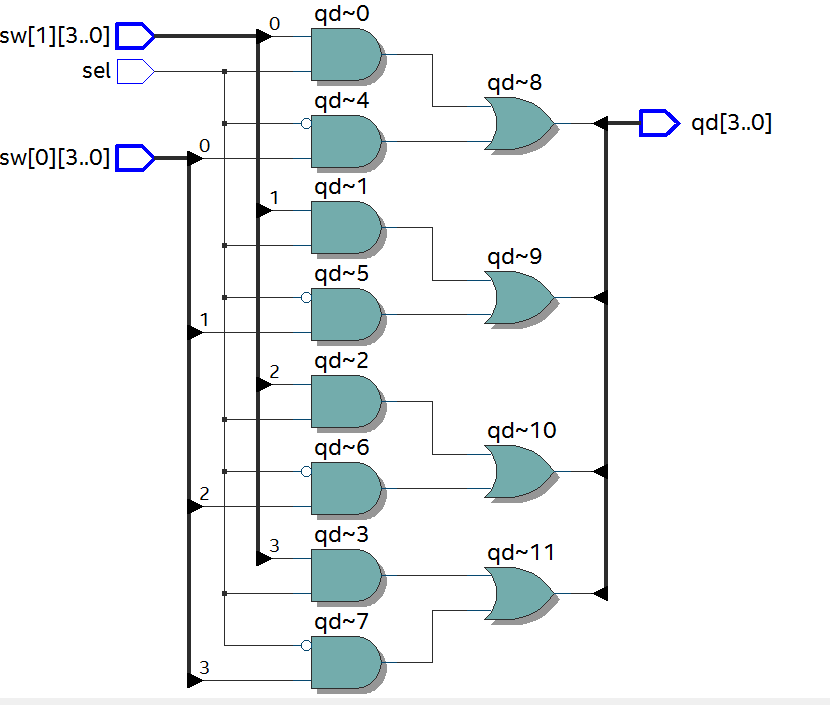 qd~0
sw[1][3..0]
0
sel
qd~8
qd~4
qd[3..0]
sw[0][3..0]
0
qd~1
1
qd~9
qd~5
1
qd~2
2
qd~10
qd~6
2
qd~3
3
qd~11
qd~7
3